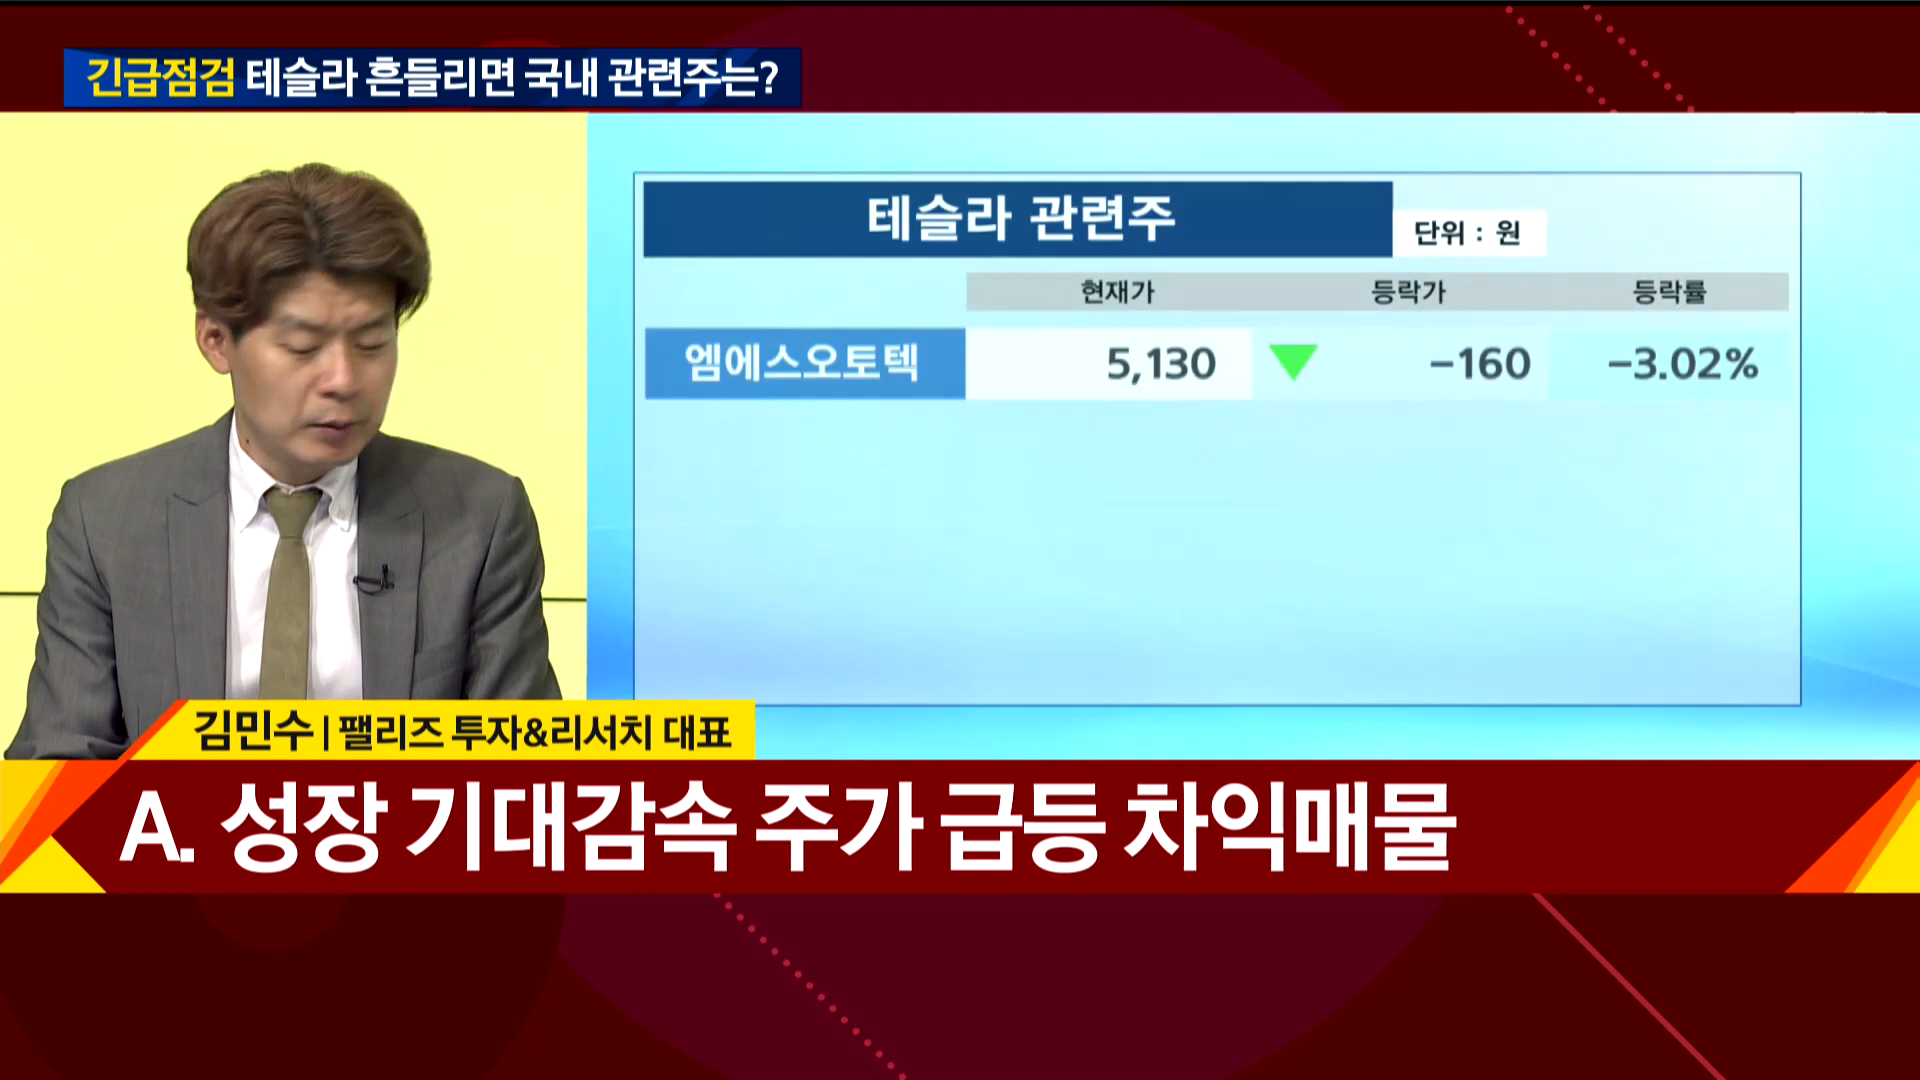 긴급점검 테슬라 흔들리면 국내 관련주는?
테슬라 관련주
단위 : 원
현재가 등락가 등락률
엠에스오토텍 5,130 ▼ -160 -3.02%
김민수 | 팰리즈 투자&리서치 대표
A. 성장 기대감속 주가 급등 차익매물